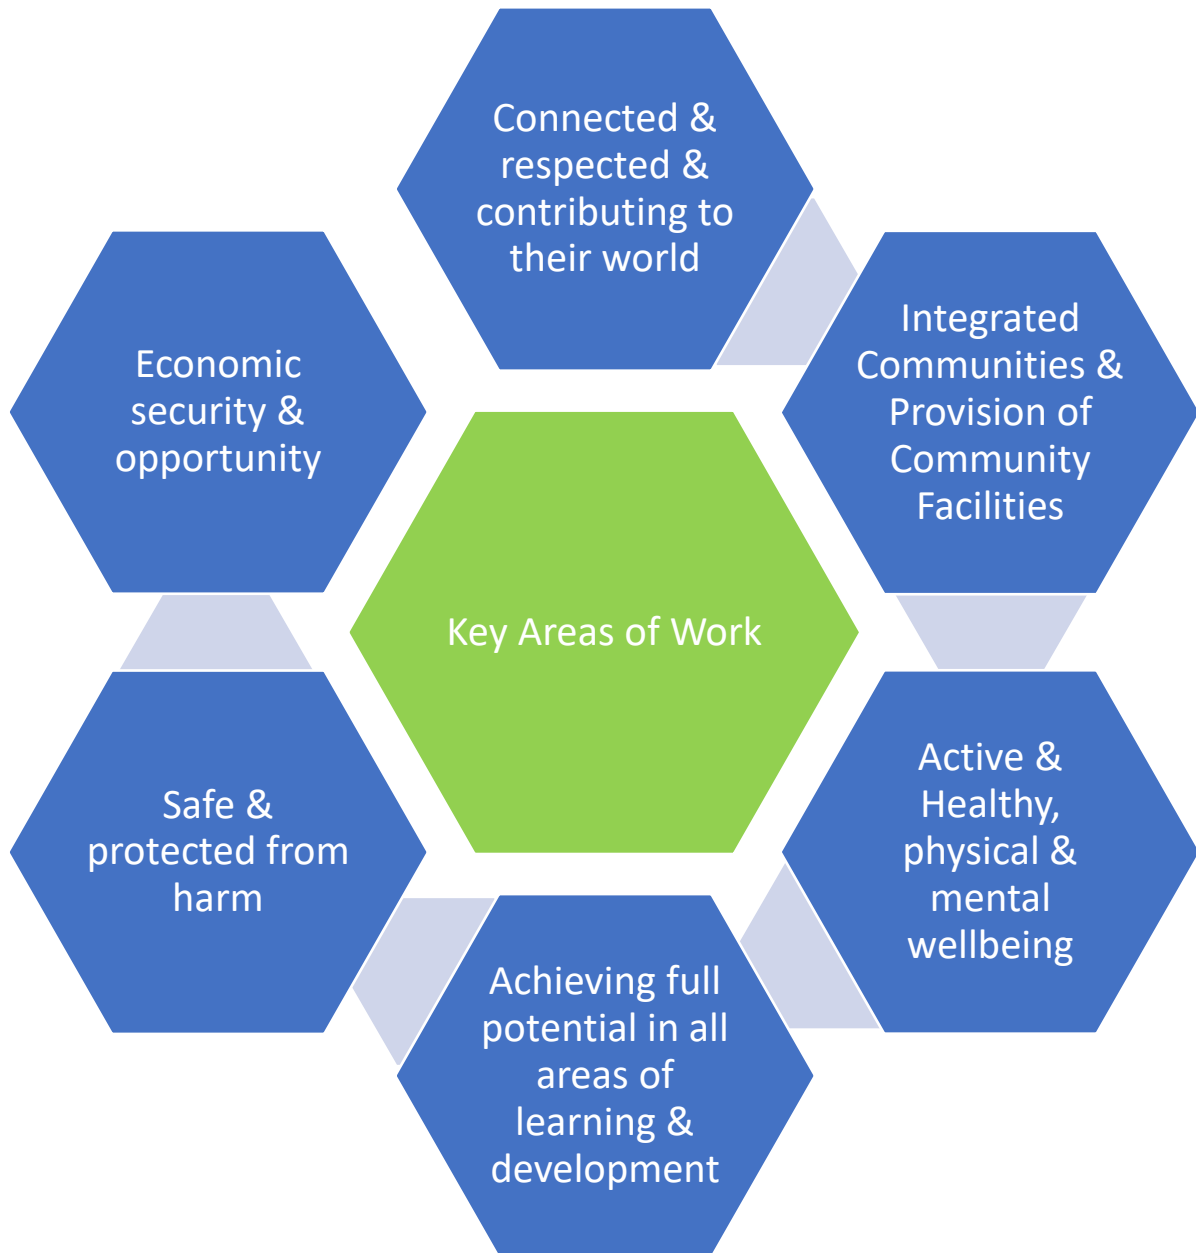 Connected &
respected &
contributing to
their world
Integrated
Communities &
Provision of
Community
Facilities
Economic
security &
opportunity
Key Areas of Work
Active &
Healthy,
physical &
mental
wellbeing
Safe &
protected from
harm
Achieving full
potential in all
areas of
learning &
development